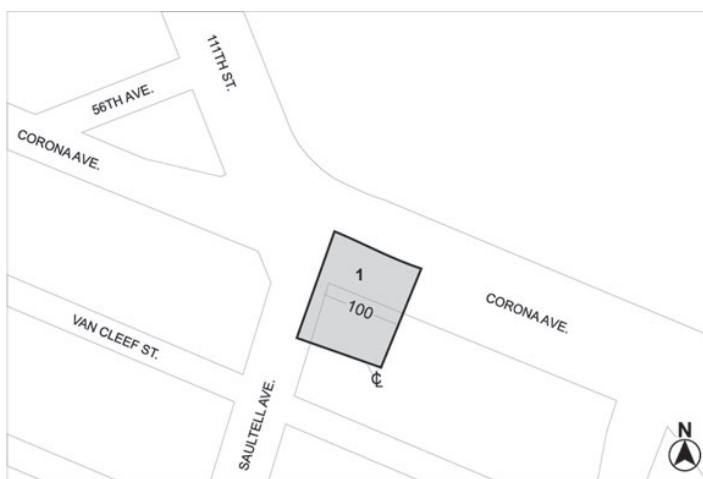 111TH ST.
56TH AVE.
CORONA AVE.
1
100
CORONA AVE.
VAN CLEEF ST.
℄
SAULTELL AVE.
N